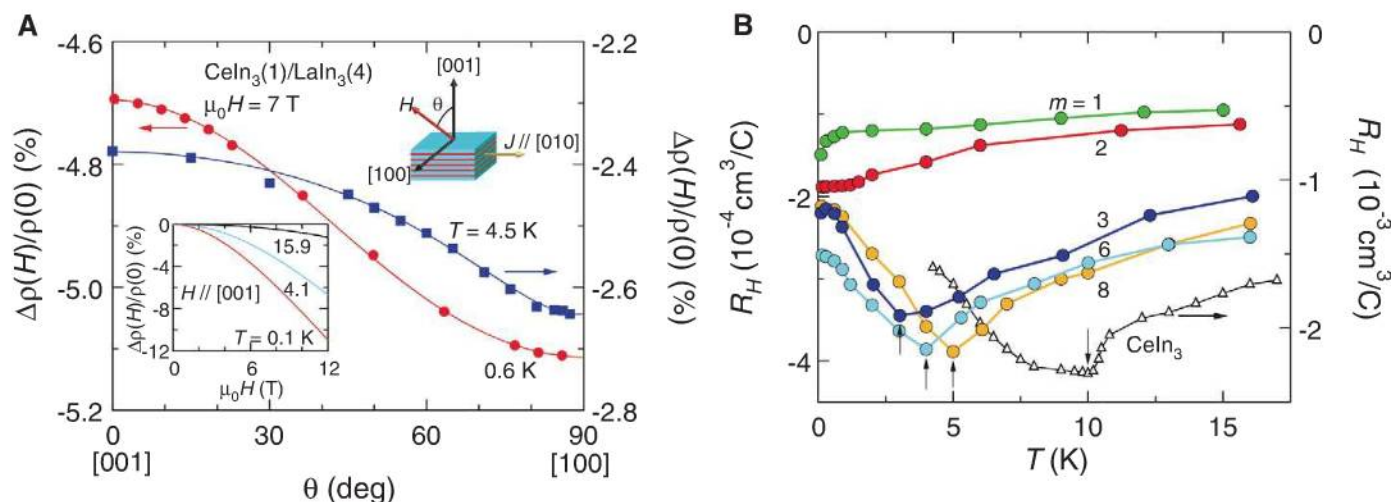 A
CeIn₃(1)/LaIn₃(4)
μ₀H = 7 T
[001]
H
θ
J // [010]
[100]
T = 4.5 K
0.6 K
-4.6
-4.8
-5.0
-5.2
Δρ(H)/ρ(0) (%)
-2.2
-2.4
-2.6
-2.8
Δρ(H)/ρ(0) (%)
0
-4
-8
-12
Δρ(H)/ρ(0) (%)
15.9
4.1
H // [001]
T = 0.1 K
0 6 12
μ₀H (T)
0 30 60 90
[001] [100]
θ (deg)
B
0
-2
-4
R_H (10⁻⁴ cm³/C)
m = 1
2
3
6
8
CeIn₃
0
-1
-2
R_H (10⁻³ cm³/C)
0 5 10 15
T (K)